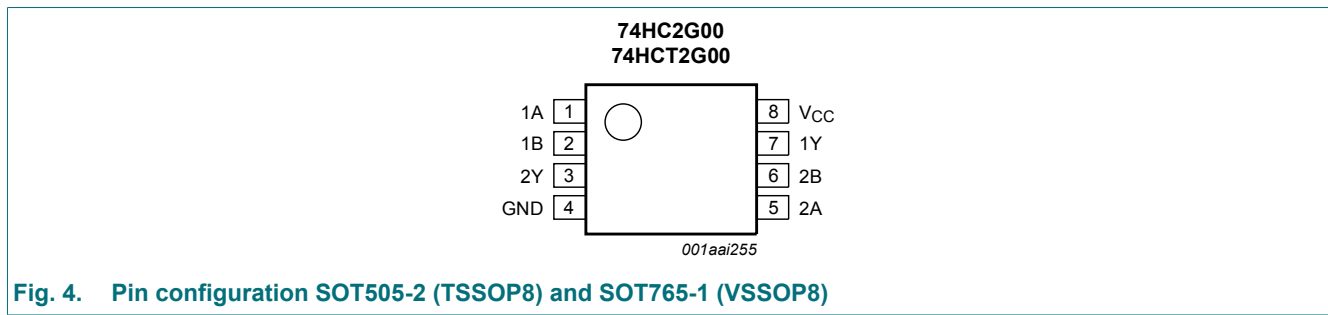 74HC2G00
74HCT2G00
1A 1 8 VCC
1B 2 7 1Y
2Y 3 6 2B
GND 4 5 2A
001aai255
Fig. 4. Pin configuration SOT505-2 (TSSOP8) and SOT765-1 (VSSOP8)